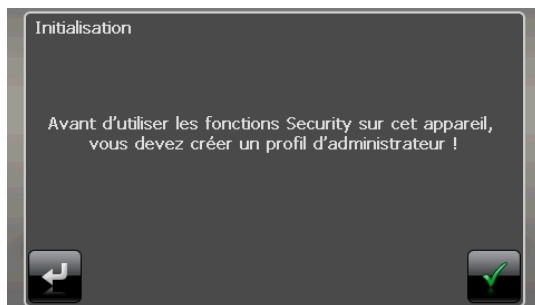 Initialisation
Avant d'utiliser les fonctions Security sur cet appareil,
vous devez créer un profil d'administrateur !